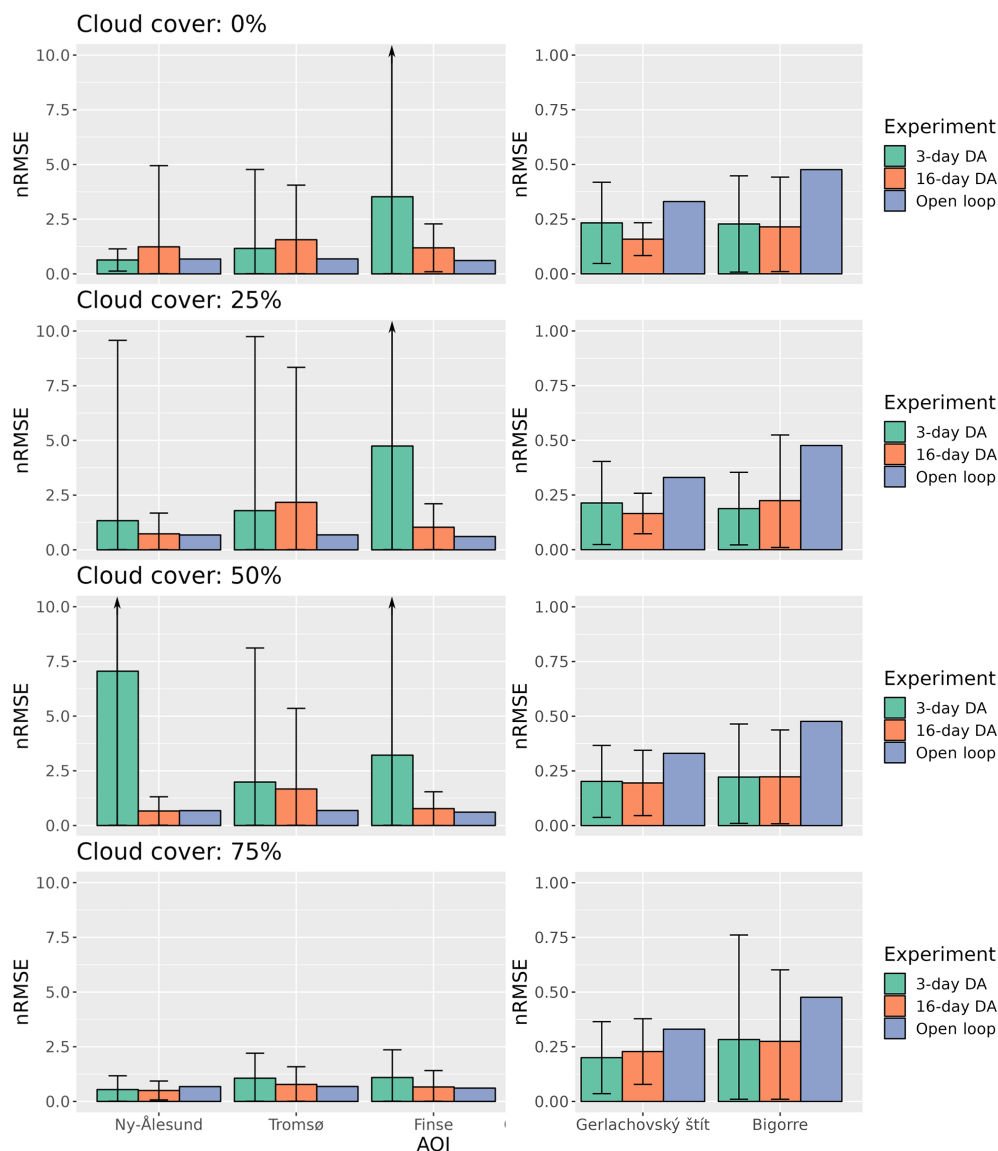 Cloud cover: 0%
nRMSE
10.0
7.5
5.0
2.5
0.0
nRMSE
1.00
0.75
0.50
0.25
0.00
Experiment
3-day DA
16-day DA
Open loop
Cloud cover: 25%
nRMSE
10.0
7.5
5.0
2.5
0.0
nRMSE
1.00
0.75
0.50
0.25
0.00
Experiment
3-day DA
16-day DA
Open loop
Cloud cover: 50%
nRMSE
10.0
7.5
5.0
2.5
0.0
nRMSE
1.00
0.75
0.50
0.25
0.00
Experiment
3-day DA
16-day DA
Open loop
Cloud cover: 75%
nRMSE
10.0
7.5
5.0
2.5
0.0
nRMSE
1.00
0.75
0.50
0.25
0.00
Experiment
3-day DA
16-day DA
Open loop
Ny-Ålesund Tromsø Finse
Gerlachovský štít Bigorre
AOI